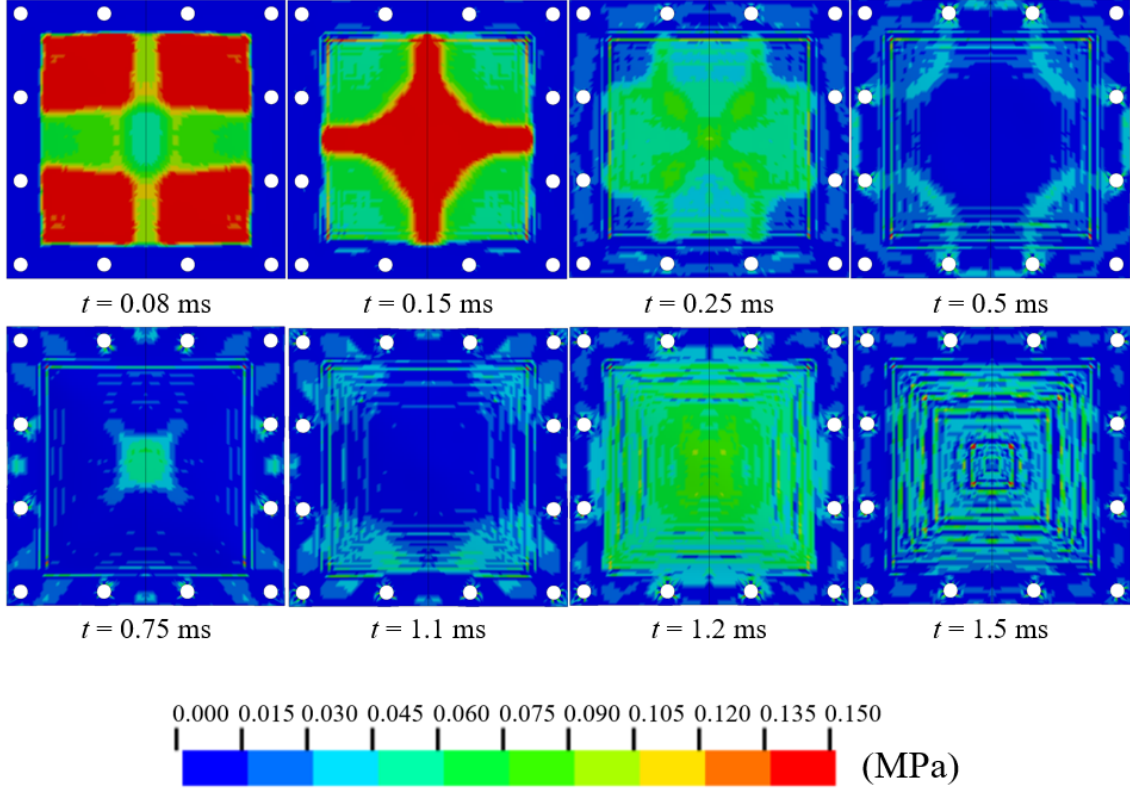 t = 0.08 ms t = 0.15 ms t = 0.25 ms t = 0.5 ms
t = 0.75 ms t = 1.1 ms t = 1.2 ms t = 1.5 ms
0.000 0.015 0.030 0.045 0.060 0.075 0.090 0.105 0.120 0.135 0.150
(MPa)